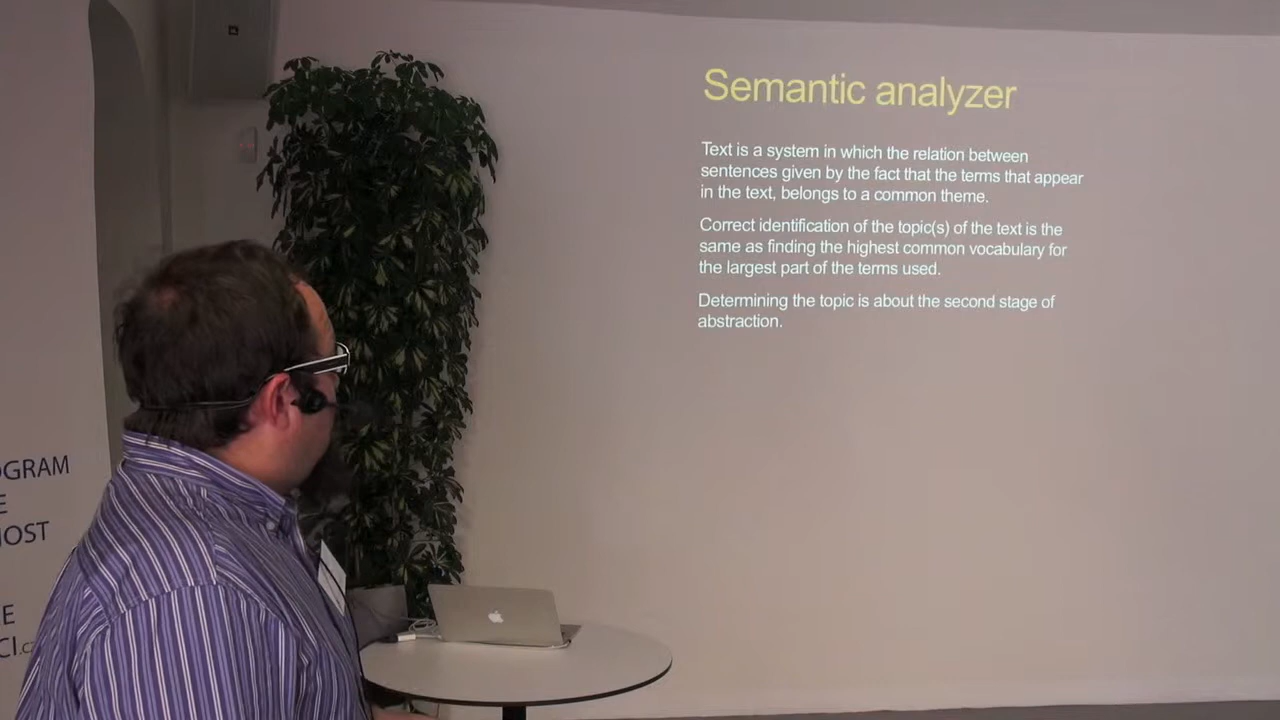 Semantic analyzer
Text is a system in which the relation between
sentences given by the fact that the terms that appear
in the text, belongs to a common theme.
Correct identification of the topic(s) of the text is the
same as finding the highest common vocabulary for
the largest part of the terms used.
Determining the topic is about the second stage of
abstraction.
OGRAM
E
E